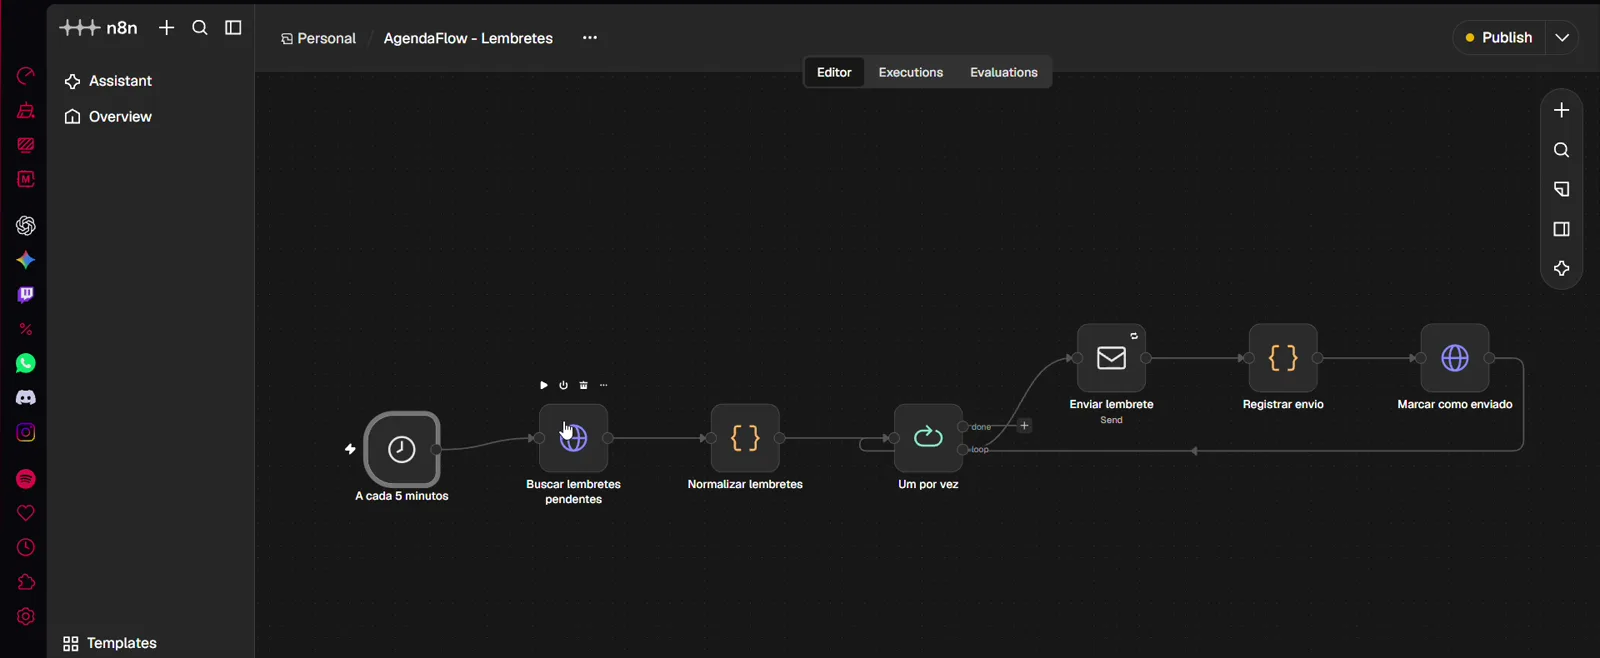 n8n
Personal / AgendaFlow - Lembretes
Publish
Assistant
Overview
Editor Executions Evaluations
M
Enviar lembrete
Send
Registrar envio
Marcar como enviado
done
loop
A cada 5 minutos
Buscar lembretes
pendentes
Normalizar lembretes
Um por vez
Templates